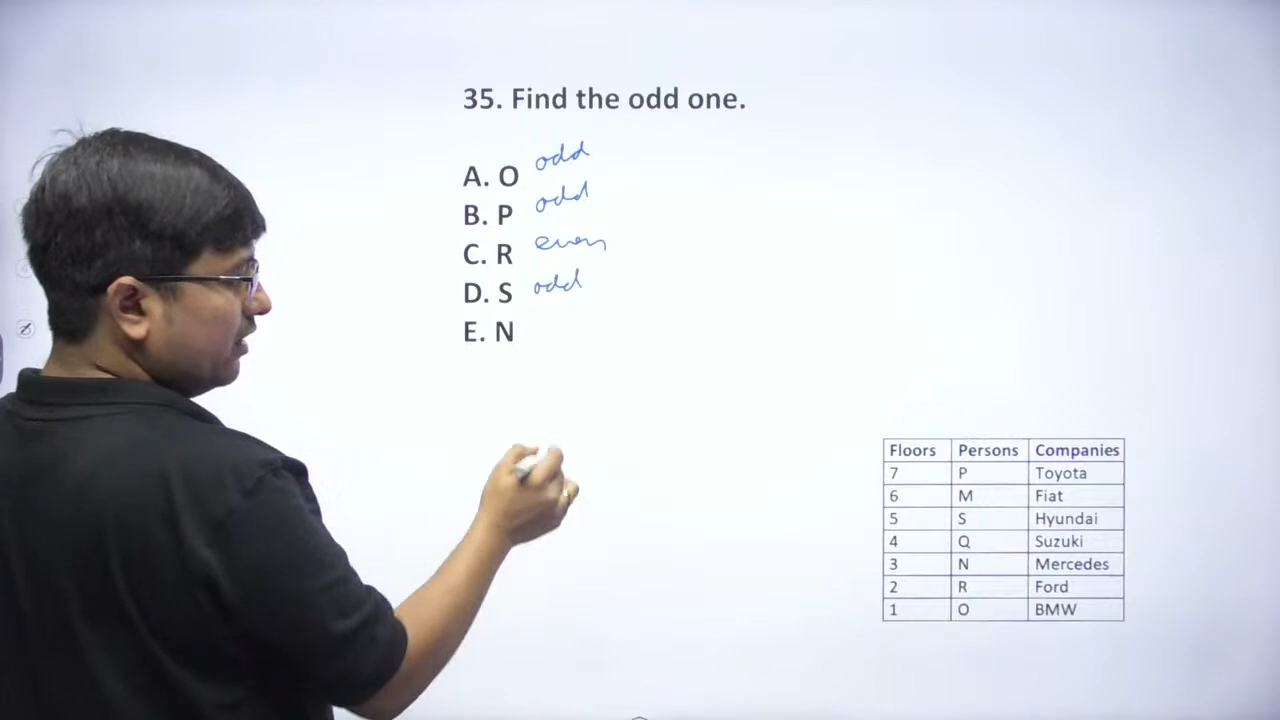 35. Find the odd one.
A. O odd
B. P odd
C. R even
D. S odd
E. N
Floors Persons Companies
7 P Toyota
6 M Fiat
5 S Hyundai
4 Q Suzuki
3 N Mercedes
2 R Ford
1 O BMW